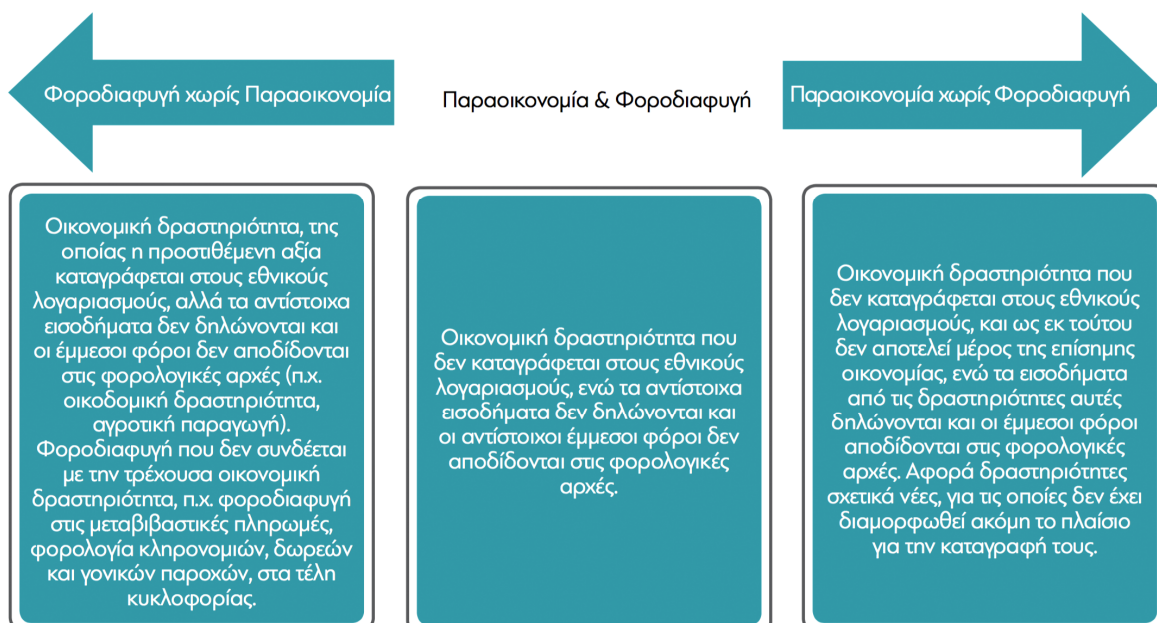 Φοροδιαφυγή χωρίς Παραοικονομία
Παραοικονομία & Φοροδιαφυγή
Παραοικονομία χωρίς Φοροδιαφυγή
Οικονομική δραστηριότητα, της
οποίας η προστιθέμενη αξία
καταγράφεται στους εθνικούς
λογαριασμούς, αλλά τα αντίστοιχα
εισοδήματα δεν δηλώνονται και
οι έμμεσοι φόροι δεν αποδίδονται
στις φορολογικές αρχές (π.χ.
οικοδομική δραστηριότητα,
αγροτική παραγωγή).
Φοροδιαφυγή που δεν συνδέεται
με την τρέχουσα οικονομική
δραστηριότητα, π.χ. φοροδιαφυγή
στις μεταβιβαστικές πληρωμές,
φορολογία κληρονομιών, δωρεών
και γονικών παροχών, στα τέλη
κυκλοφορίας.
Οικονομική δραστηριότητα που
δεν καταγράφεται στους εθνικούς
λογαριασμούς, ενώ τα αντίστοιχα
εισοδήματα δεν δηλώνονται και
οι αντίστοιχοι έμμεσοι φόροι δεν
αποδίδονται στις φορολογικές
αρχές.
Οικονομική δραστηριότητα που
δεν καταγράφεται στους εθνικούς
λογαριασμούς, και ως εκ τούτου
δεν αποτελεί μέρος της επίσημης
οικονομίας, ενώ τα εισοδήματα
από τις δραστηριότητες αυτές
δηλώνονται και οι έμμεσοι φόροι
αποδίδονται στις φορολογικές
αρχές. Αφορά δραστηριότητες
σχετικά νέες, για τις οποίες δεν έχει
διαμορφωθεί ακόμη το πλαίσιο
για την καταγραφή τους.